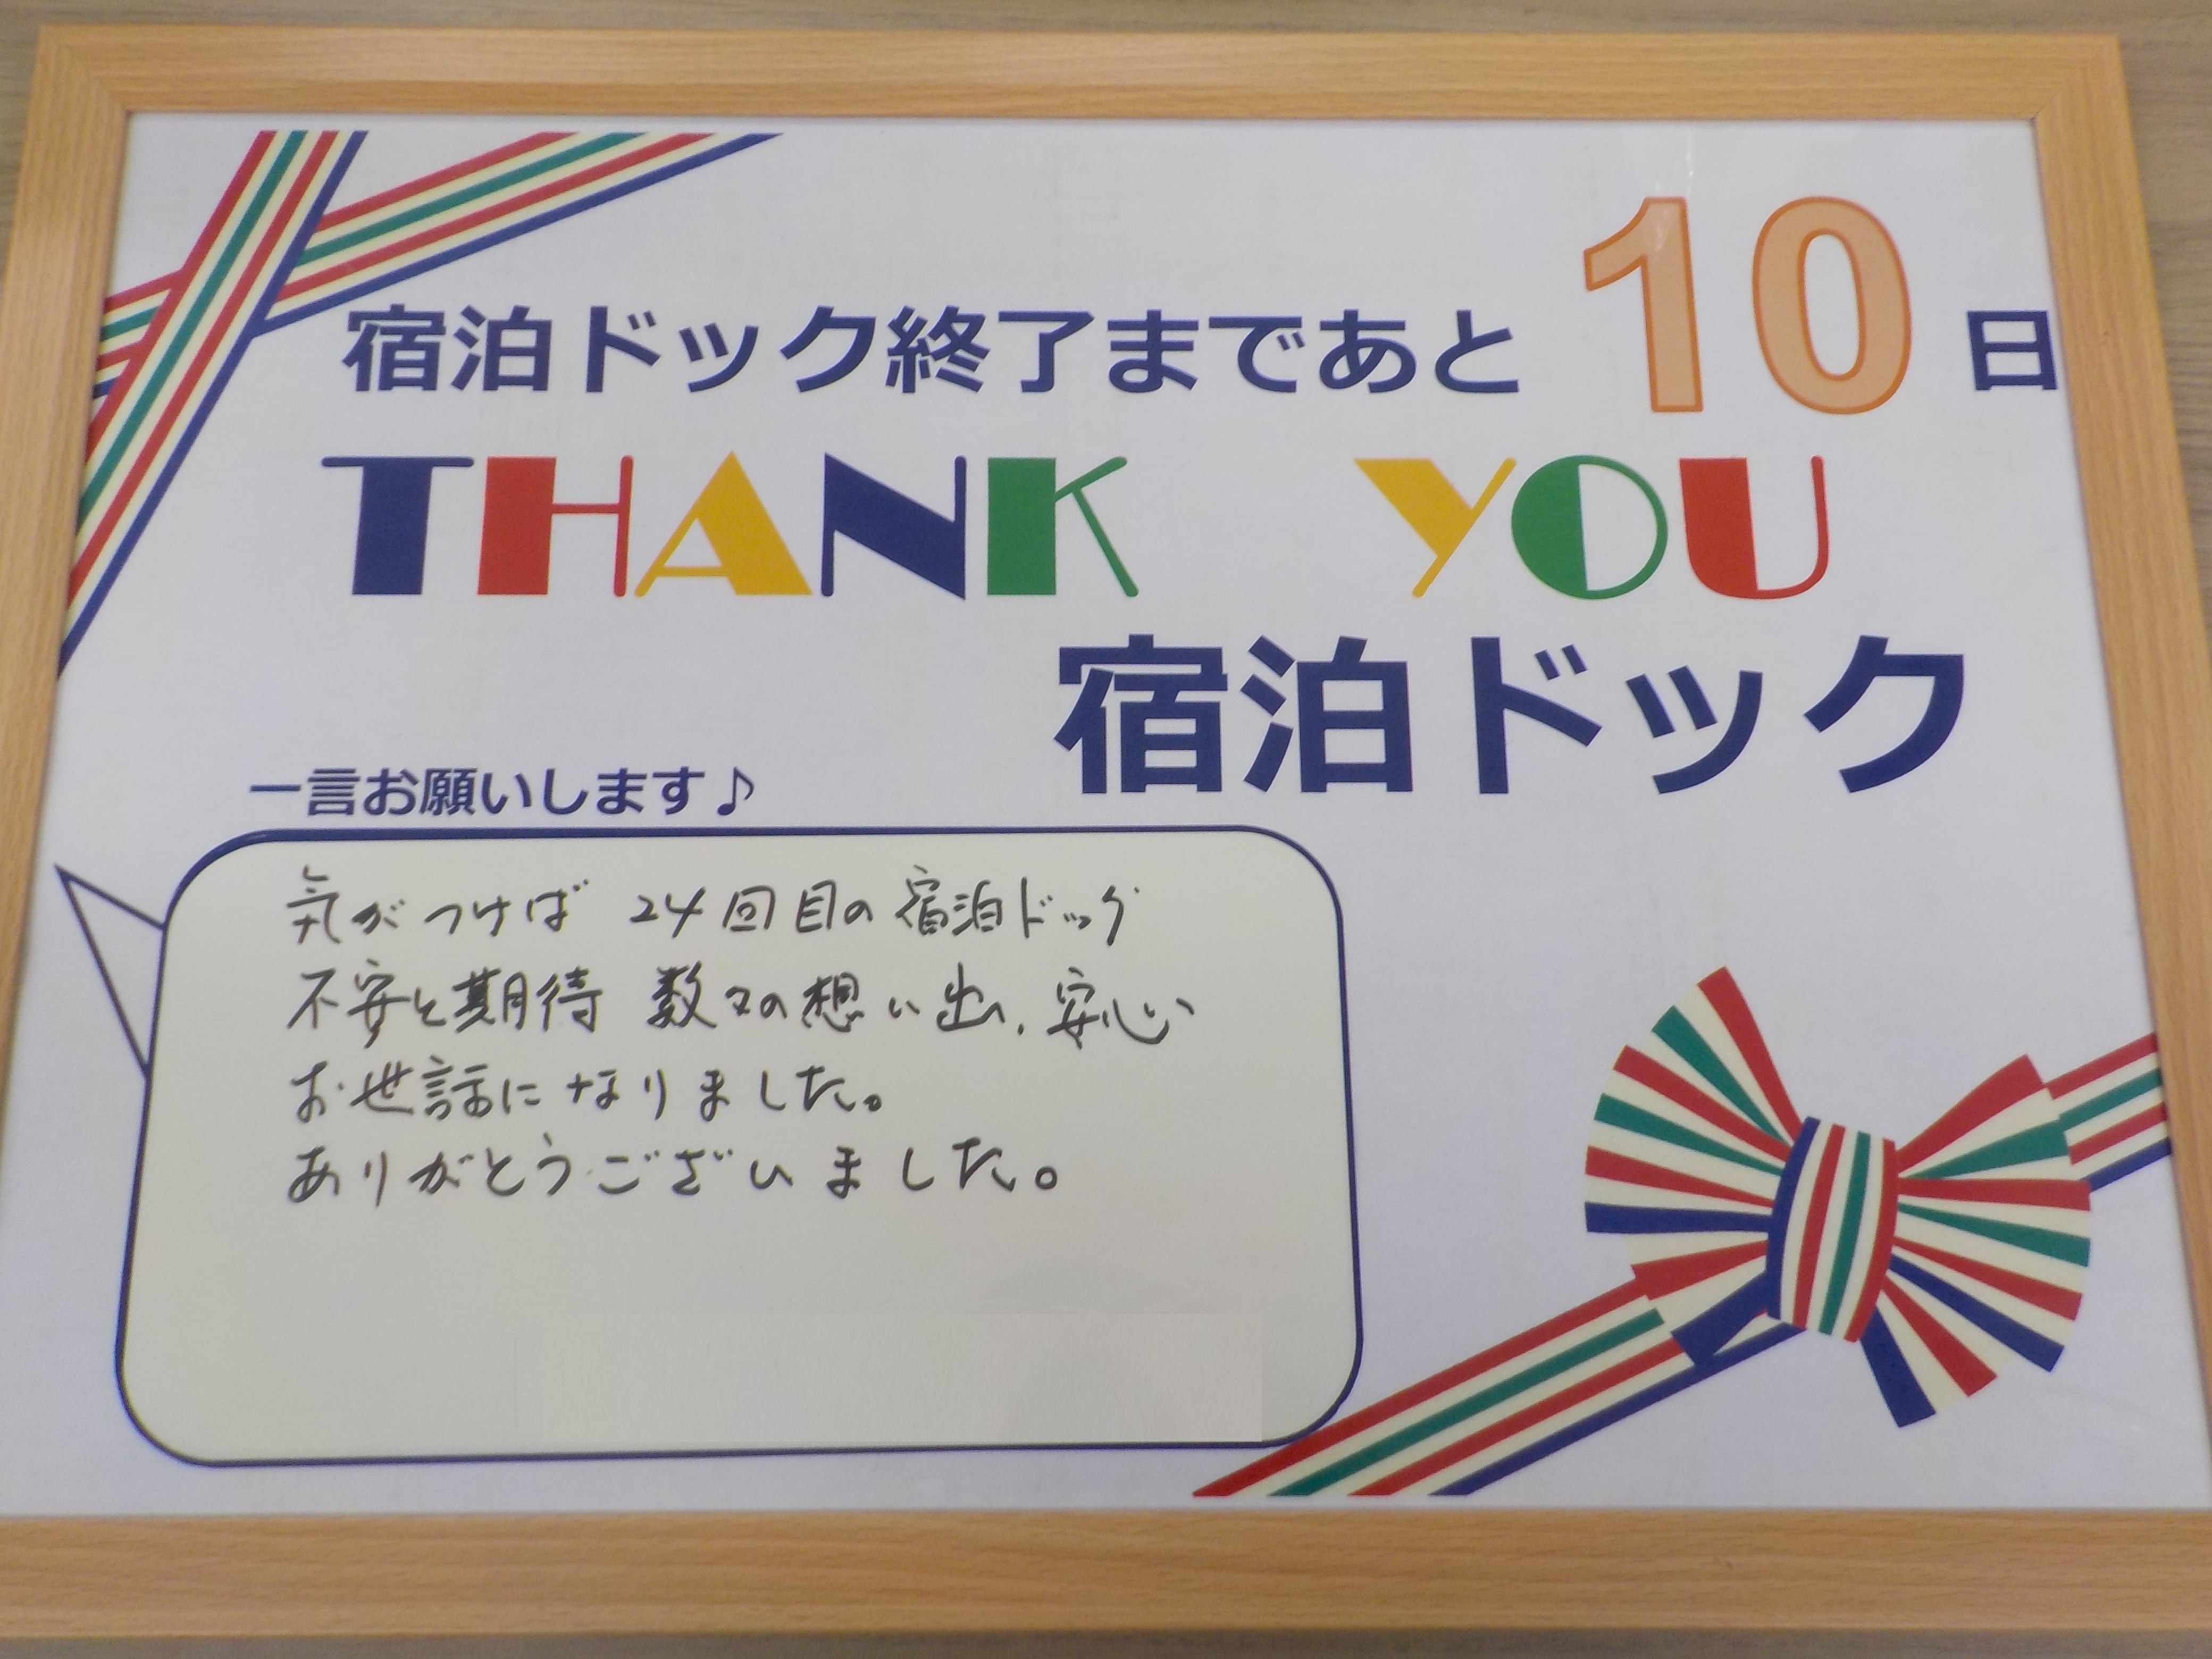 宿泊ドック終了まであと10日
THANK YOU
宿泊ドック
一言お願いします♪
気がつけば 24回目の宿泊ドッグ
不安と期待 数々の想い出、安心
お世話になりました。
ありがとうございました。